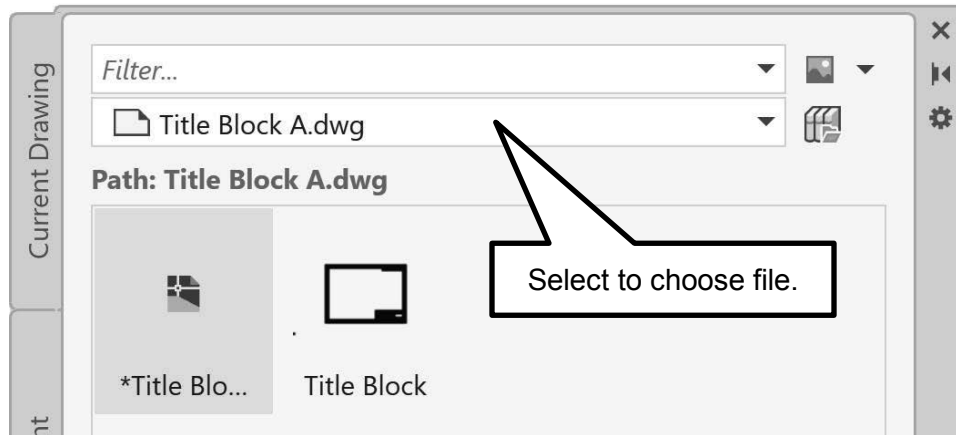 Filter...
Title Block A.dwg
Path: Title Block A.dwg
Select to choose file.
*Title Blo...
Title Block
Current Drawing